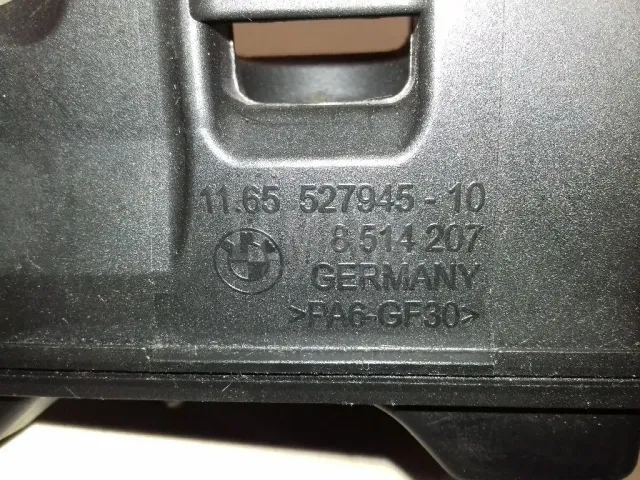 11.65 527945-10
8 514 207
GERMANY
>PA6-GF30<